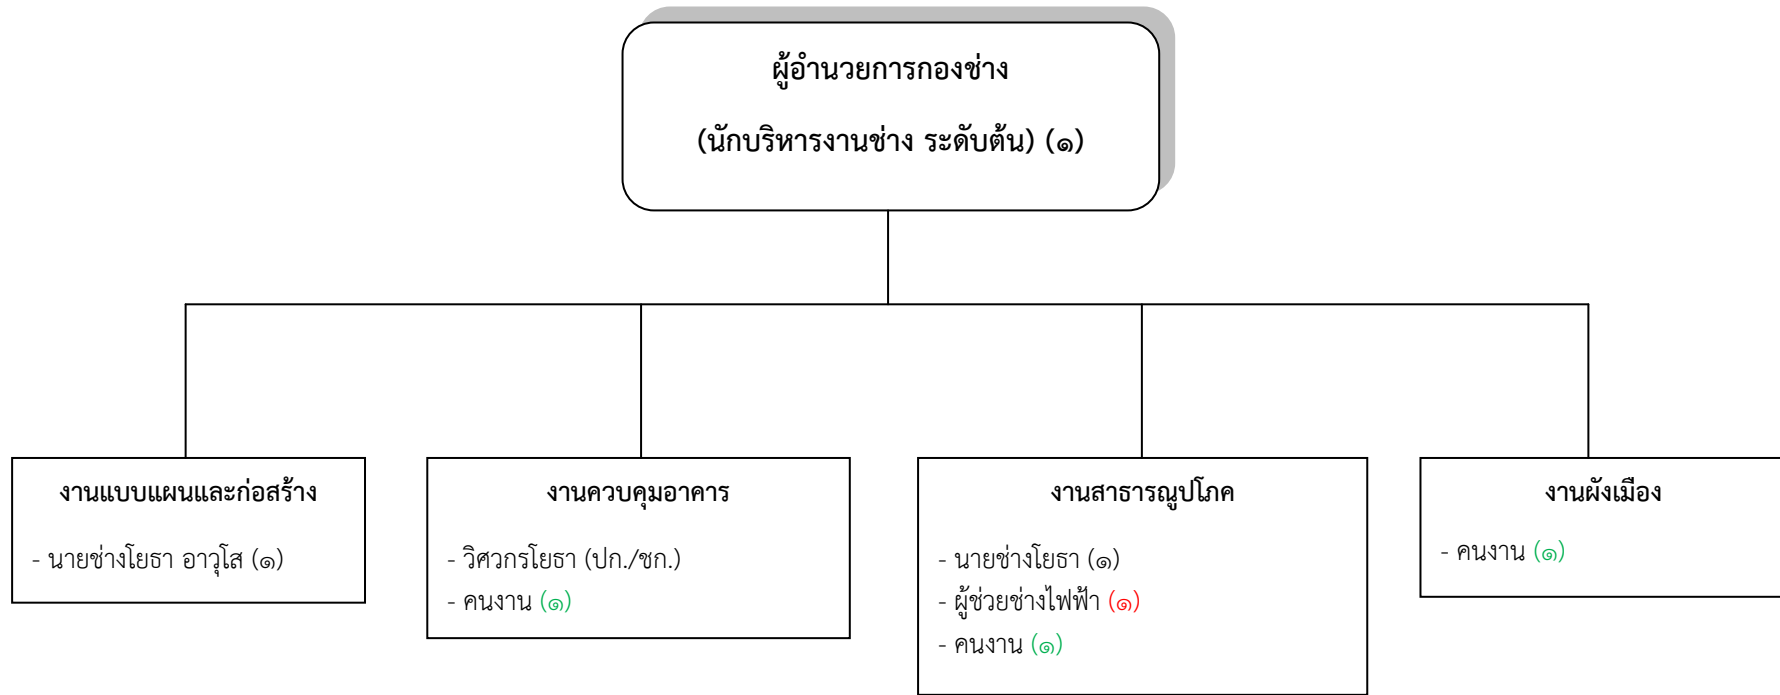 ผู้อำนวยการกองช่าง
(นักบริหารงานช่าง ระดับต้น) (๑)
งานแบบแผนและก่อสร้าง
- นายช่างโยธา อาวุโส (๑)
งานควบคุมอาคาร
- วิศวกรโยธา (ปก./ชก.)
- คนงาน (๑)
งานสาธารณูปโภค
- นายช่างโยธา (๑)
- ผู้ช่วยช่างไฟฟ้า (๑)
- คนงาน (๑)
งานผังเมือง
- คนงาน (๑)